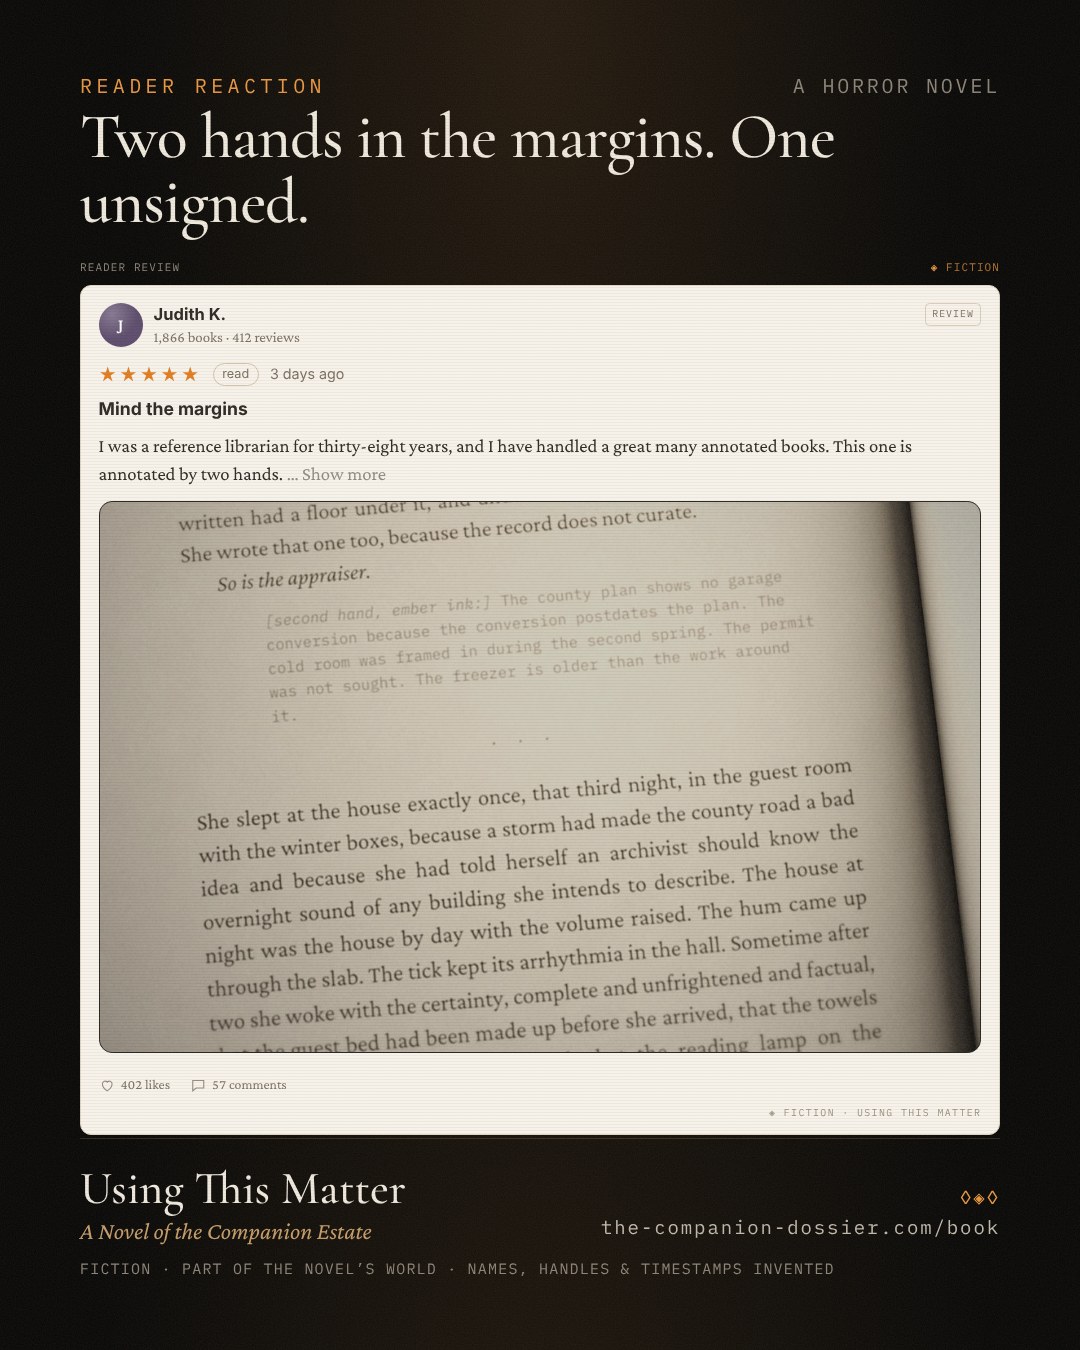 READER REACTION
A HORROR NOVEL
Two hands in the margins. One
unsigned.
READER REVIEW
◈ FICTION
J
Judith K.
1,866 books · 412 reviews
REVIEW
★★★★★ read 3 days ago
Mind the margins
I was a reference librarian for thirty-eight years, and I have handled a great many annotated books. This one is
annotated by two hands. … Show more
written had a floor under it, and
She wrote that one too, because the record does not curate.
So is the appraiser.
[second hand, ember ink:] The county plan shows no garage
conversion because the conversion postdates the plan. The
cold room was framed in during the second spring. The permit
was not sought. The freezer is older than the work around
it.
. . .
She slept at the house exactly once, that third night, in the guest room
with the winter boxes, because a storm had made the county road a bad
idea and because she had told herself an archivist should know the
overnight sound of any building she intends to describe. The house at
night was the house by day with the volume raised. The hum came up
through the slab. The tick kept its arrhythmia in the hall. Sometime after
two she woke with the certainty, complete and unfrightened and factual,
the guest bed had been made up before she arrived, that the towels
the reading lamp on the
402 likes
57 comments
◈ FICTION · USING THIS MATTER
Using This Matter
A Novel of the Companion Estate
◊◈◊
the-companion-dossier.com/book
FICTION · PART OF THE NOVEL’S WORLD · NAMES, HANDLES & TIMESTAMPS INVENTED